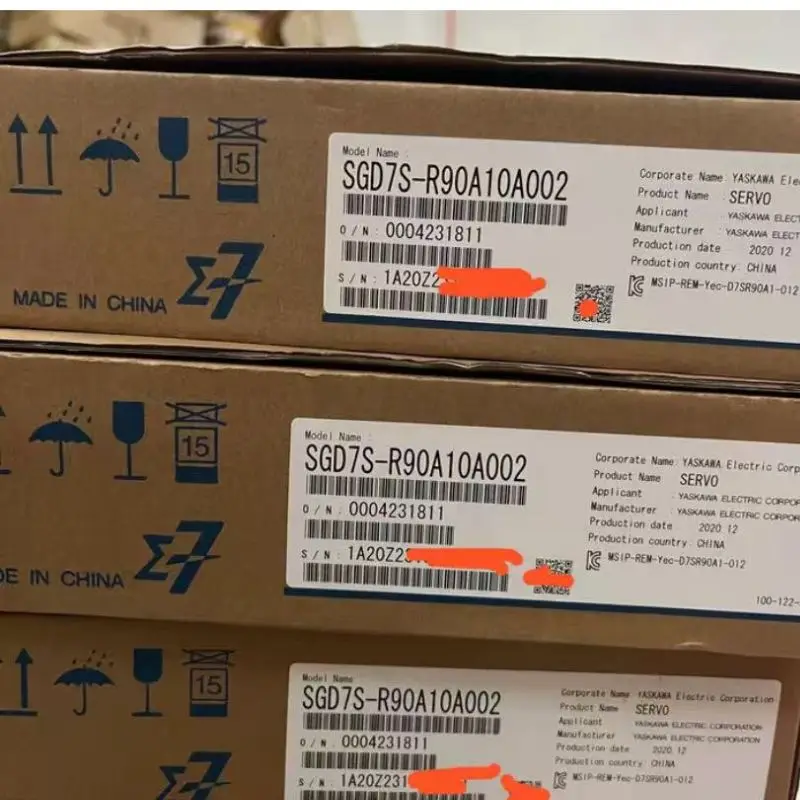 15
Σ-7
MADE IN CHINA
Model Name :
SGD7S-R90A10A002
O/N : 0004231811
S/N : 1A20Z2
Corporate Name : YASKAWA Elec
Product Name : SERVO
Applicant : YASKAWA ELECT
Manufacturer : YASKAWA ELECT
Production date : 2020.12
Production country : CHINA
MSIP-REM-Yec-D7SR90A1-012
15
Σ-7
DE IN CHINA
Model Name :
SGD7S-R90A10A002
O/N : 0004231811
S/N : 1A20Z23
Corporate Name : YASKAWA Electric Corp
Product Name : SERVO
Applicant : YASKAWA ELECTRIC CORPOR
Manufacturer : YASKAWA ELECTRIC CORPOR
Production date : 2020.12
Production country : CHINA
MSIP-REM-Yec-D7SR90A1-012
100-122-
15
Σ-7
Model Name
SGD7S-R90A10A002
O/N : 0004231811
S/N : 1A20Z231
Corporate Name : YASKAWA Electric Corporation
Product Name : SERVO
Applicant : YASKAWA ELECTRIC CORPORATION
Manufacturer : YASKAWA ELECTRIC CORPORATION
Production date : 2020.12
Production country : CHINA
MSIP-REM-Yec-D7SR90A1-012